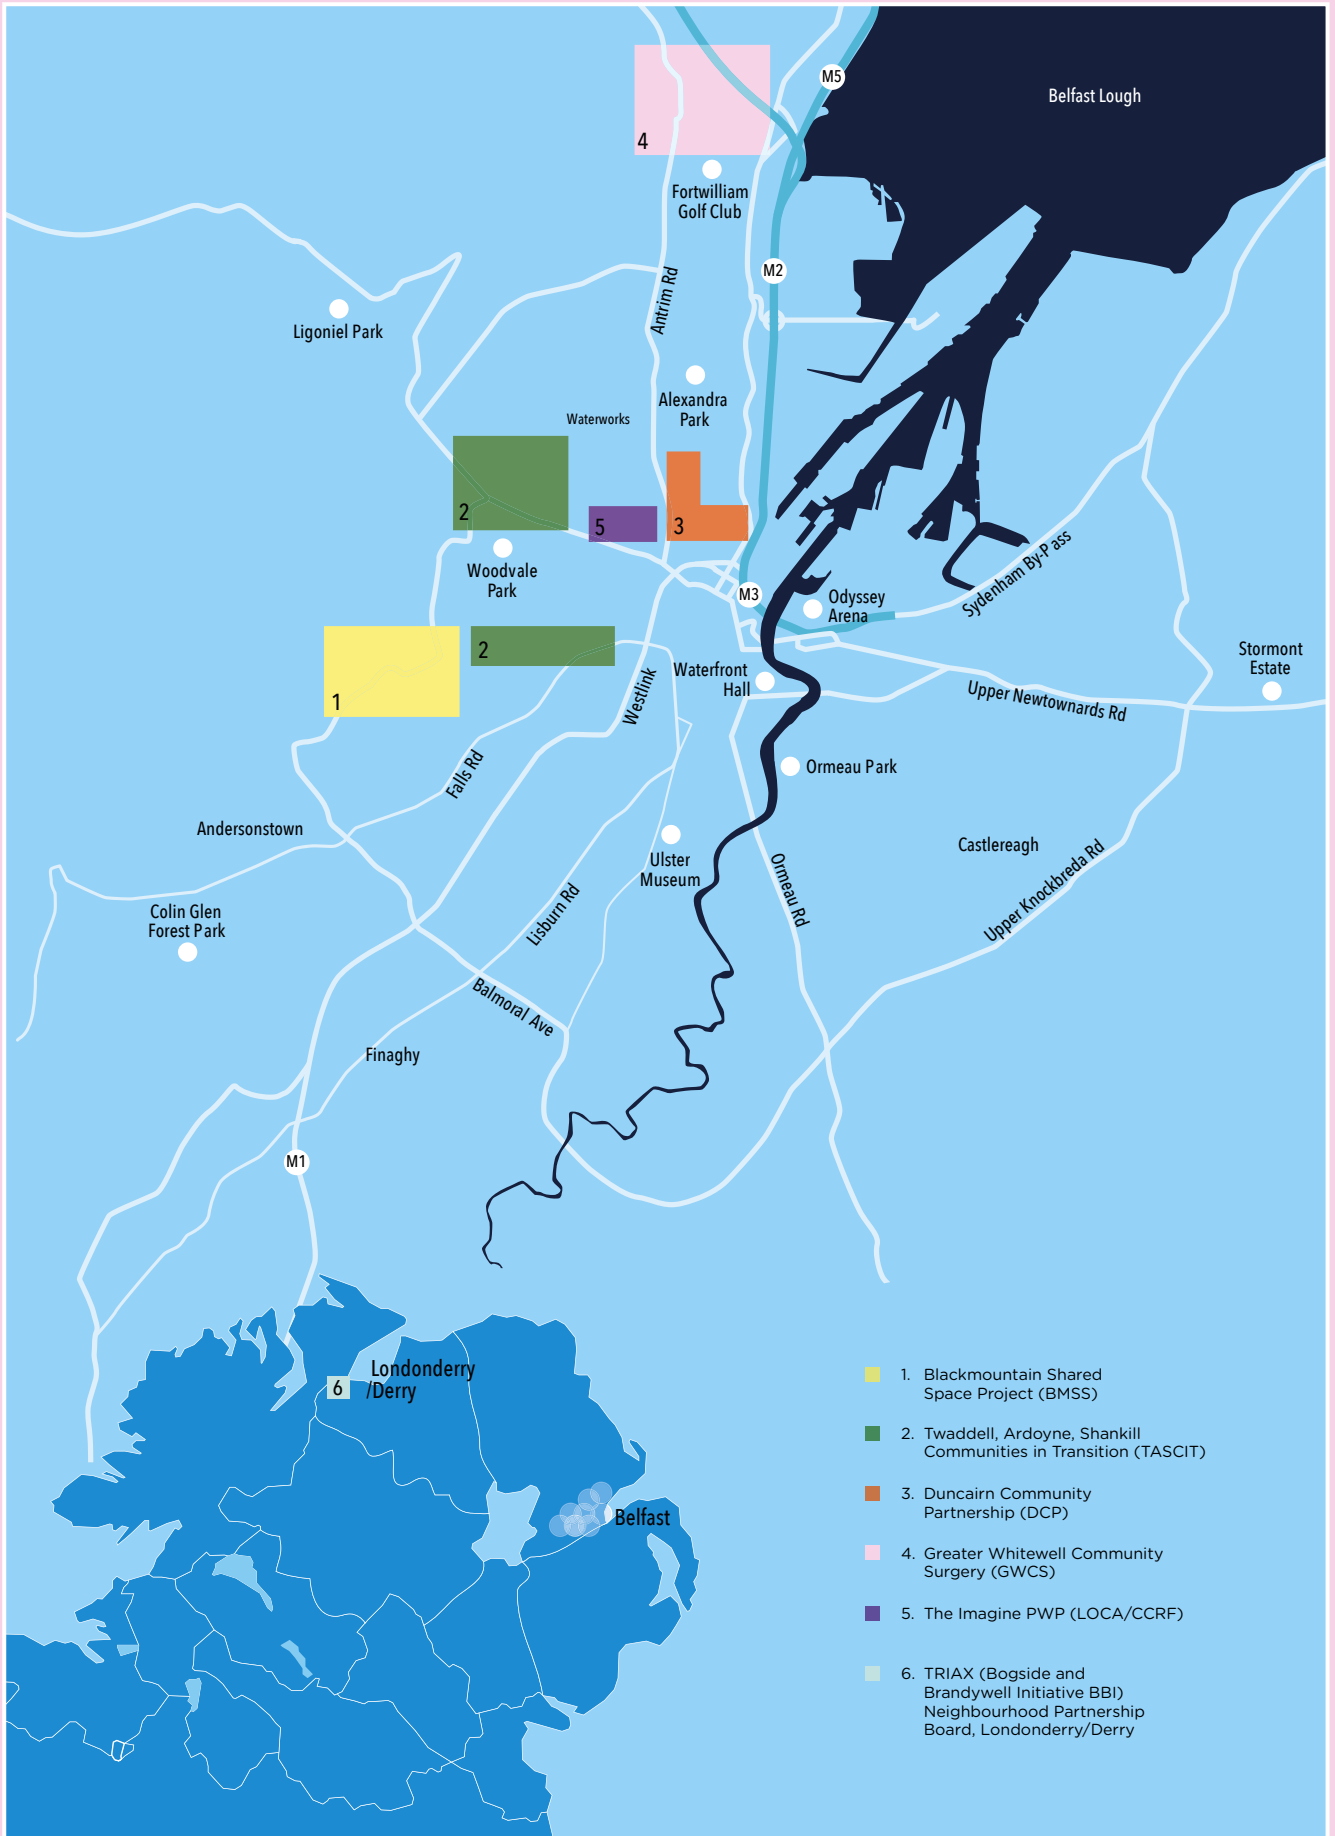 M5
Belfast Lough
4
Fortwilliam
Golf Club
M2
Antrim Rd
Ligoniel Park
Alexandra
Park
Waterworks
2
5
3
Woodvale
Park
Sydenham By-Pass
M3
Odyssey
Arena
2
1
Stormont
Estate
Waterfront
Hall
Westlink
Upper Newtownards Rd
Falls Rd
Ormeau Park
Andersonstown
Castlereagh
Ulster
Museum
Ormeau Rd
Upper Knockbreda Rd
Lisburn Rd
Colin Glen
Forest Park
Balmoral Ave
Finaghy
M1
Londonderry
/Derry
6
Belfast
1. Blackmountain Shared
Space Project (BMSS)
2. Twaddell, Ardoyne, Shankill
Communities in Transition (TASCIT)
3. Duncairn Community
Partnership (DCP)
4. Greater Whitewell Community
Surgery (GWCS)
5. The Imagine PWP (LOCA/CCRF)
6. TRIAX (Bogside and
Brandywell Initiative BBI)
Neighbourhood Partnership
Board, Londonderry/Derry